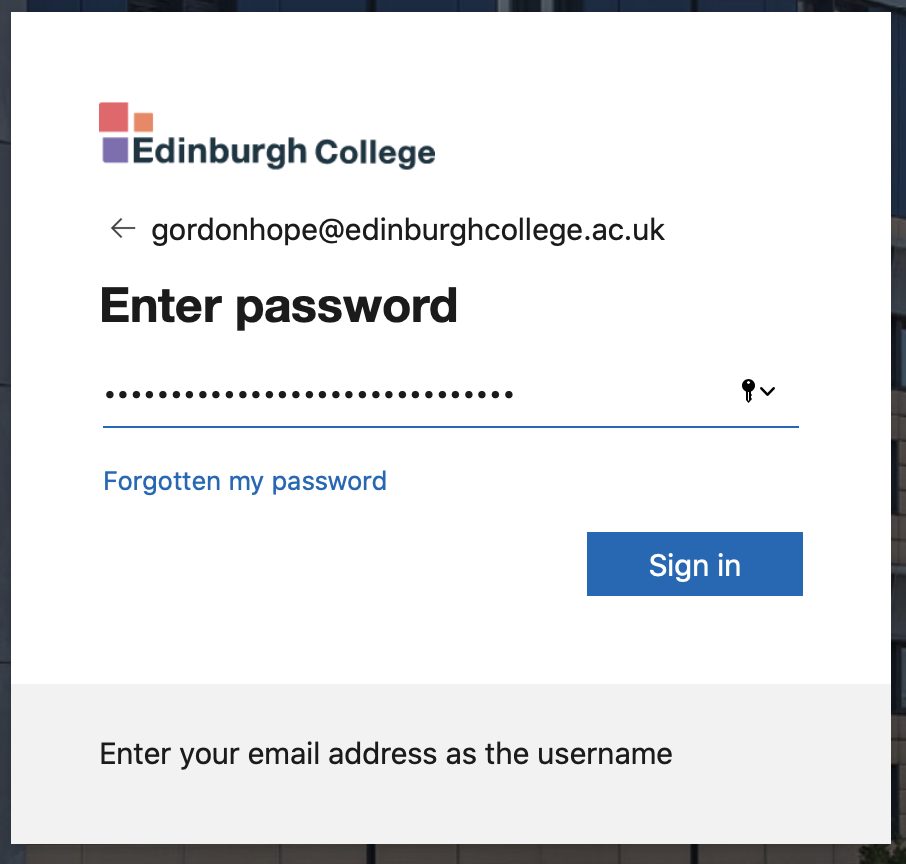 Edinburgh College
← gordonhope@edinburghcollege.ac.uk
Enter password
•••••••••••••••••••••••••••••••
Forgotten my password
Sign in
Enter your email address as the username